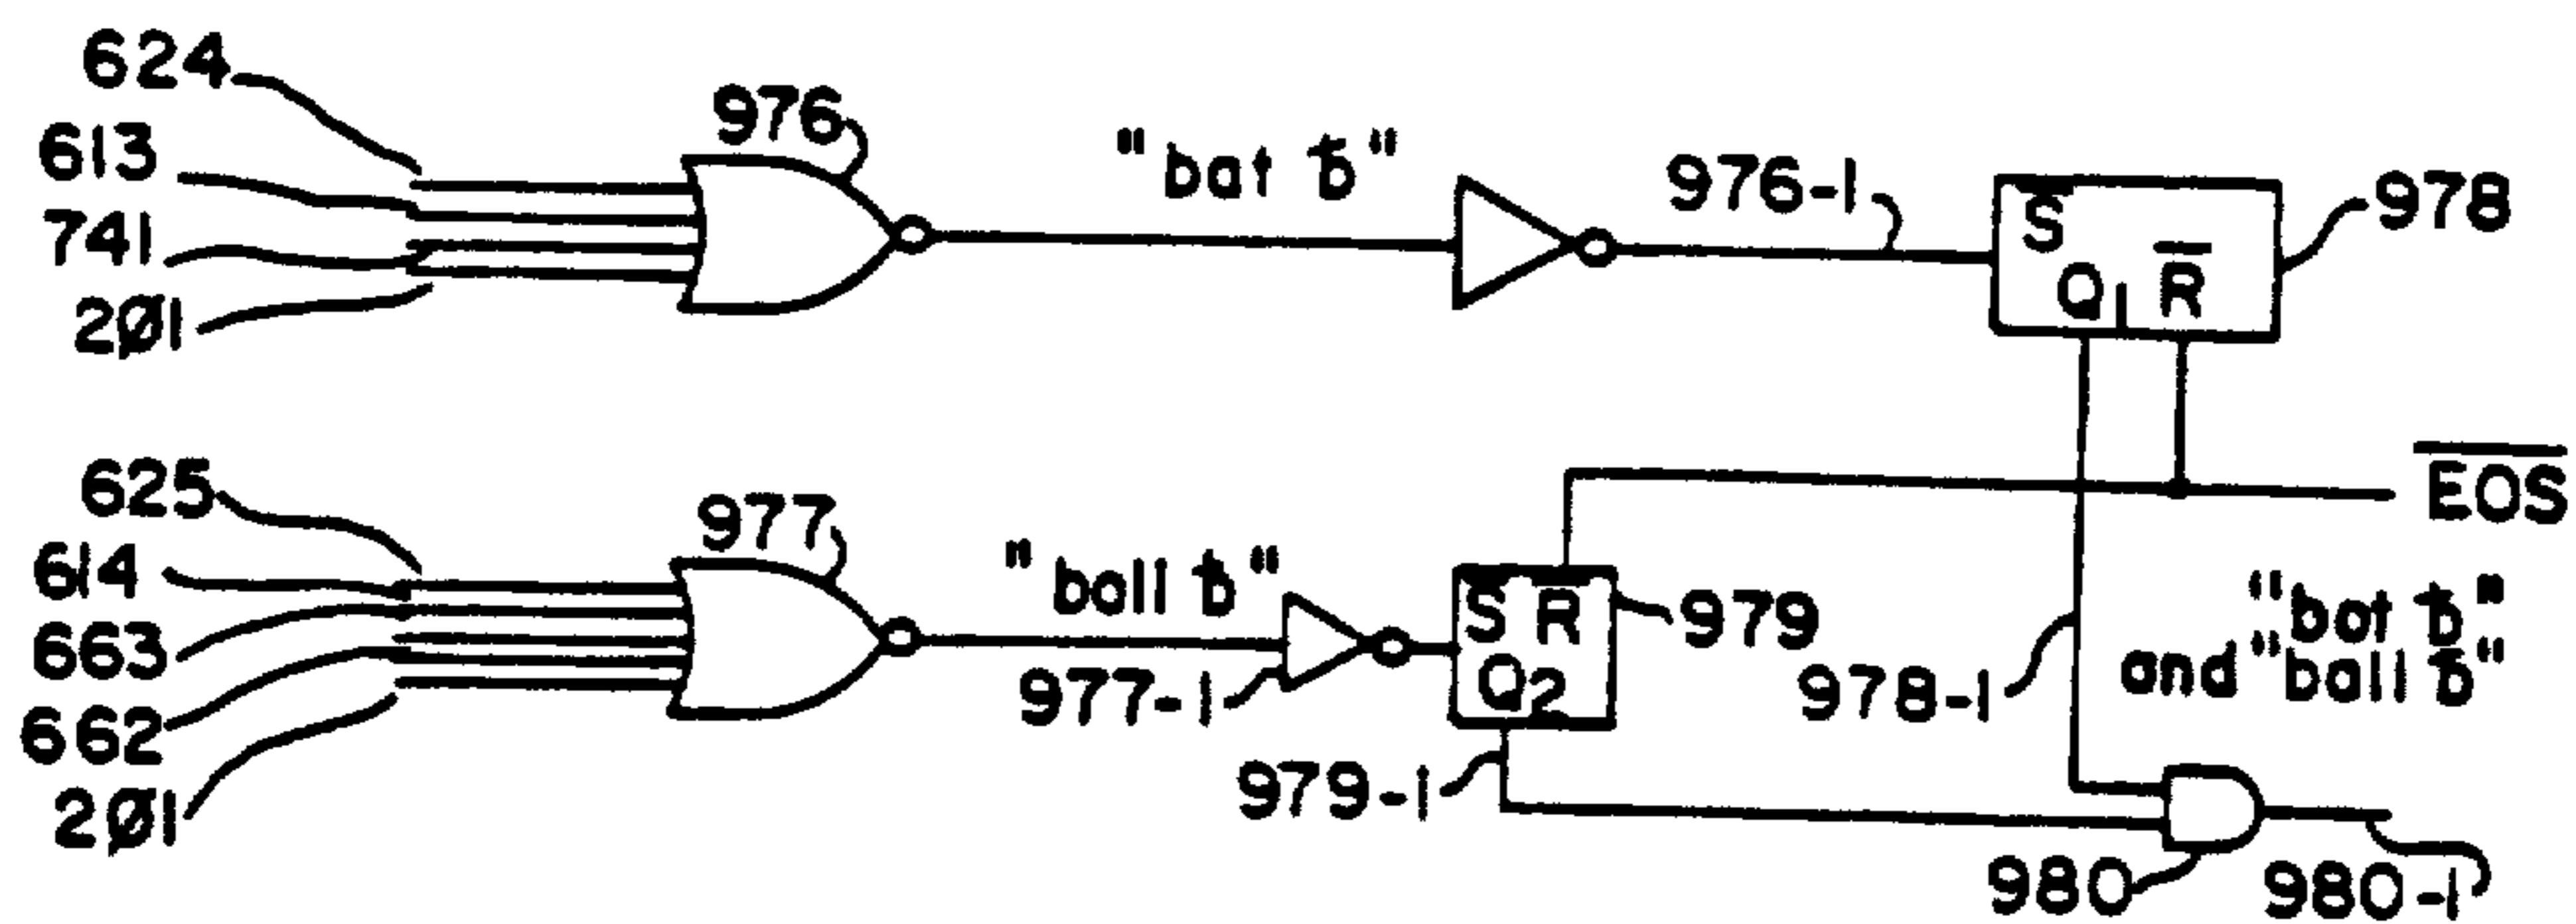 624
976
"bat ƀ"
613
976-1
S̅
978
741
Q1 R̅
2Ø1
E̅O̅S̅
625
977
"ball ƀ"
614
S̅ R̅
979
"bat ƀ"
663
977-1
Q2
978-1
and "ball ƀ"
662
979-1
2Ø1
980
980-1